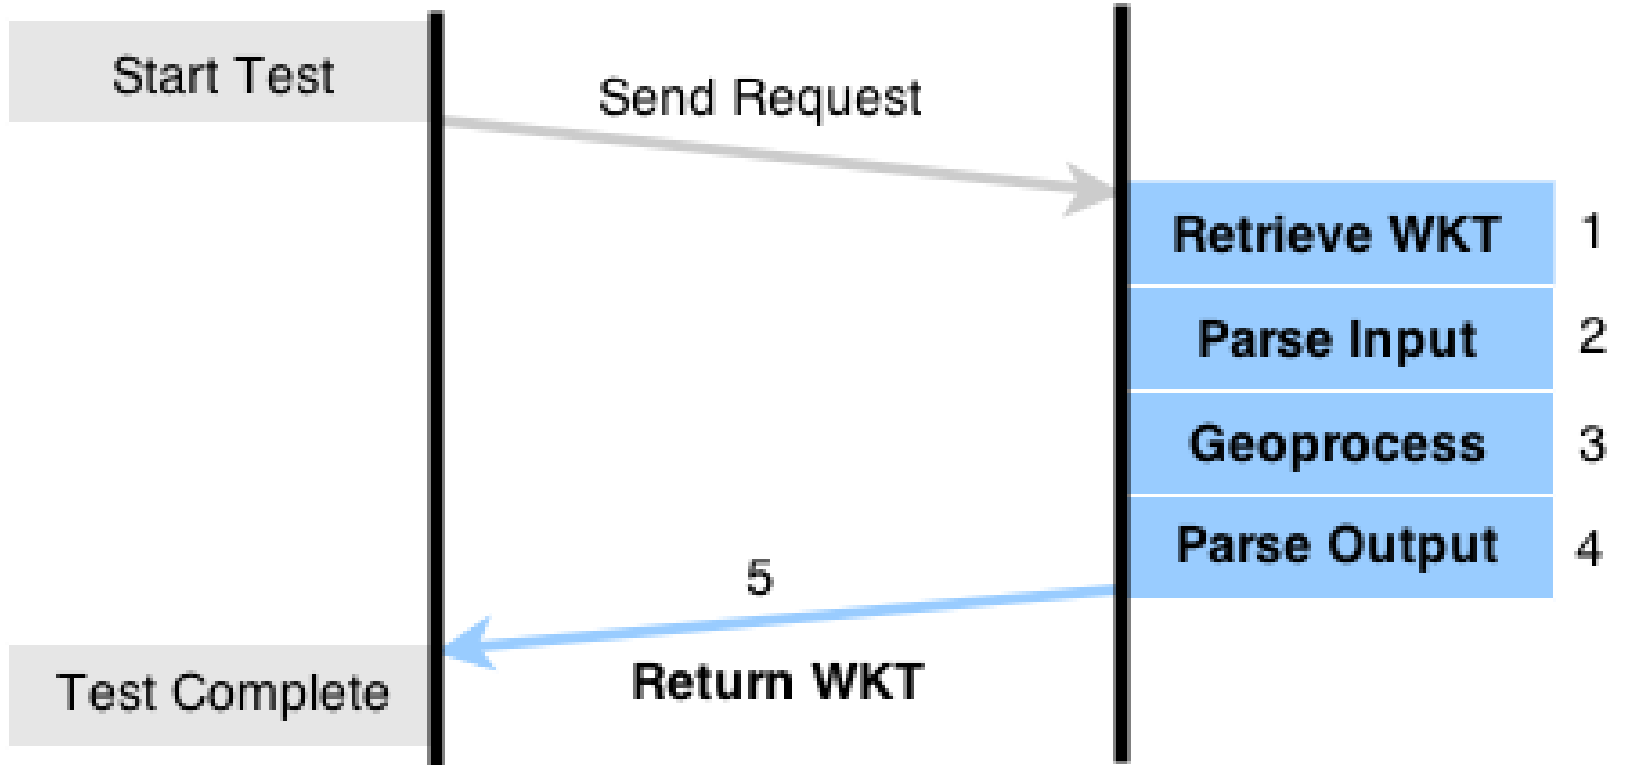 Start Test
Send Request
Retrieve WKT 1
Parse Input 2
Geoprocess 3
Parse Output 4
5
Return WKT
Test Complete